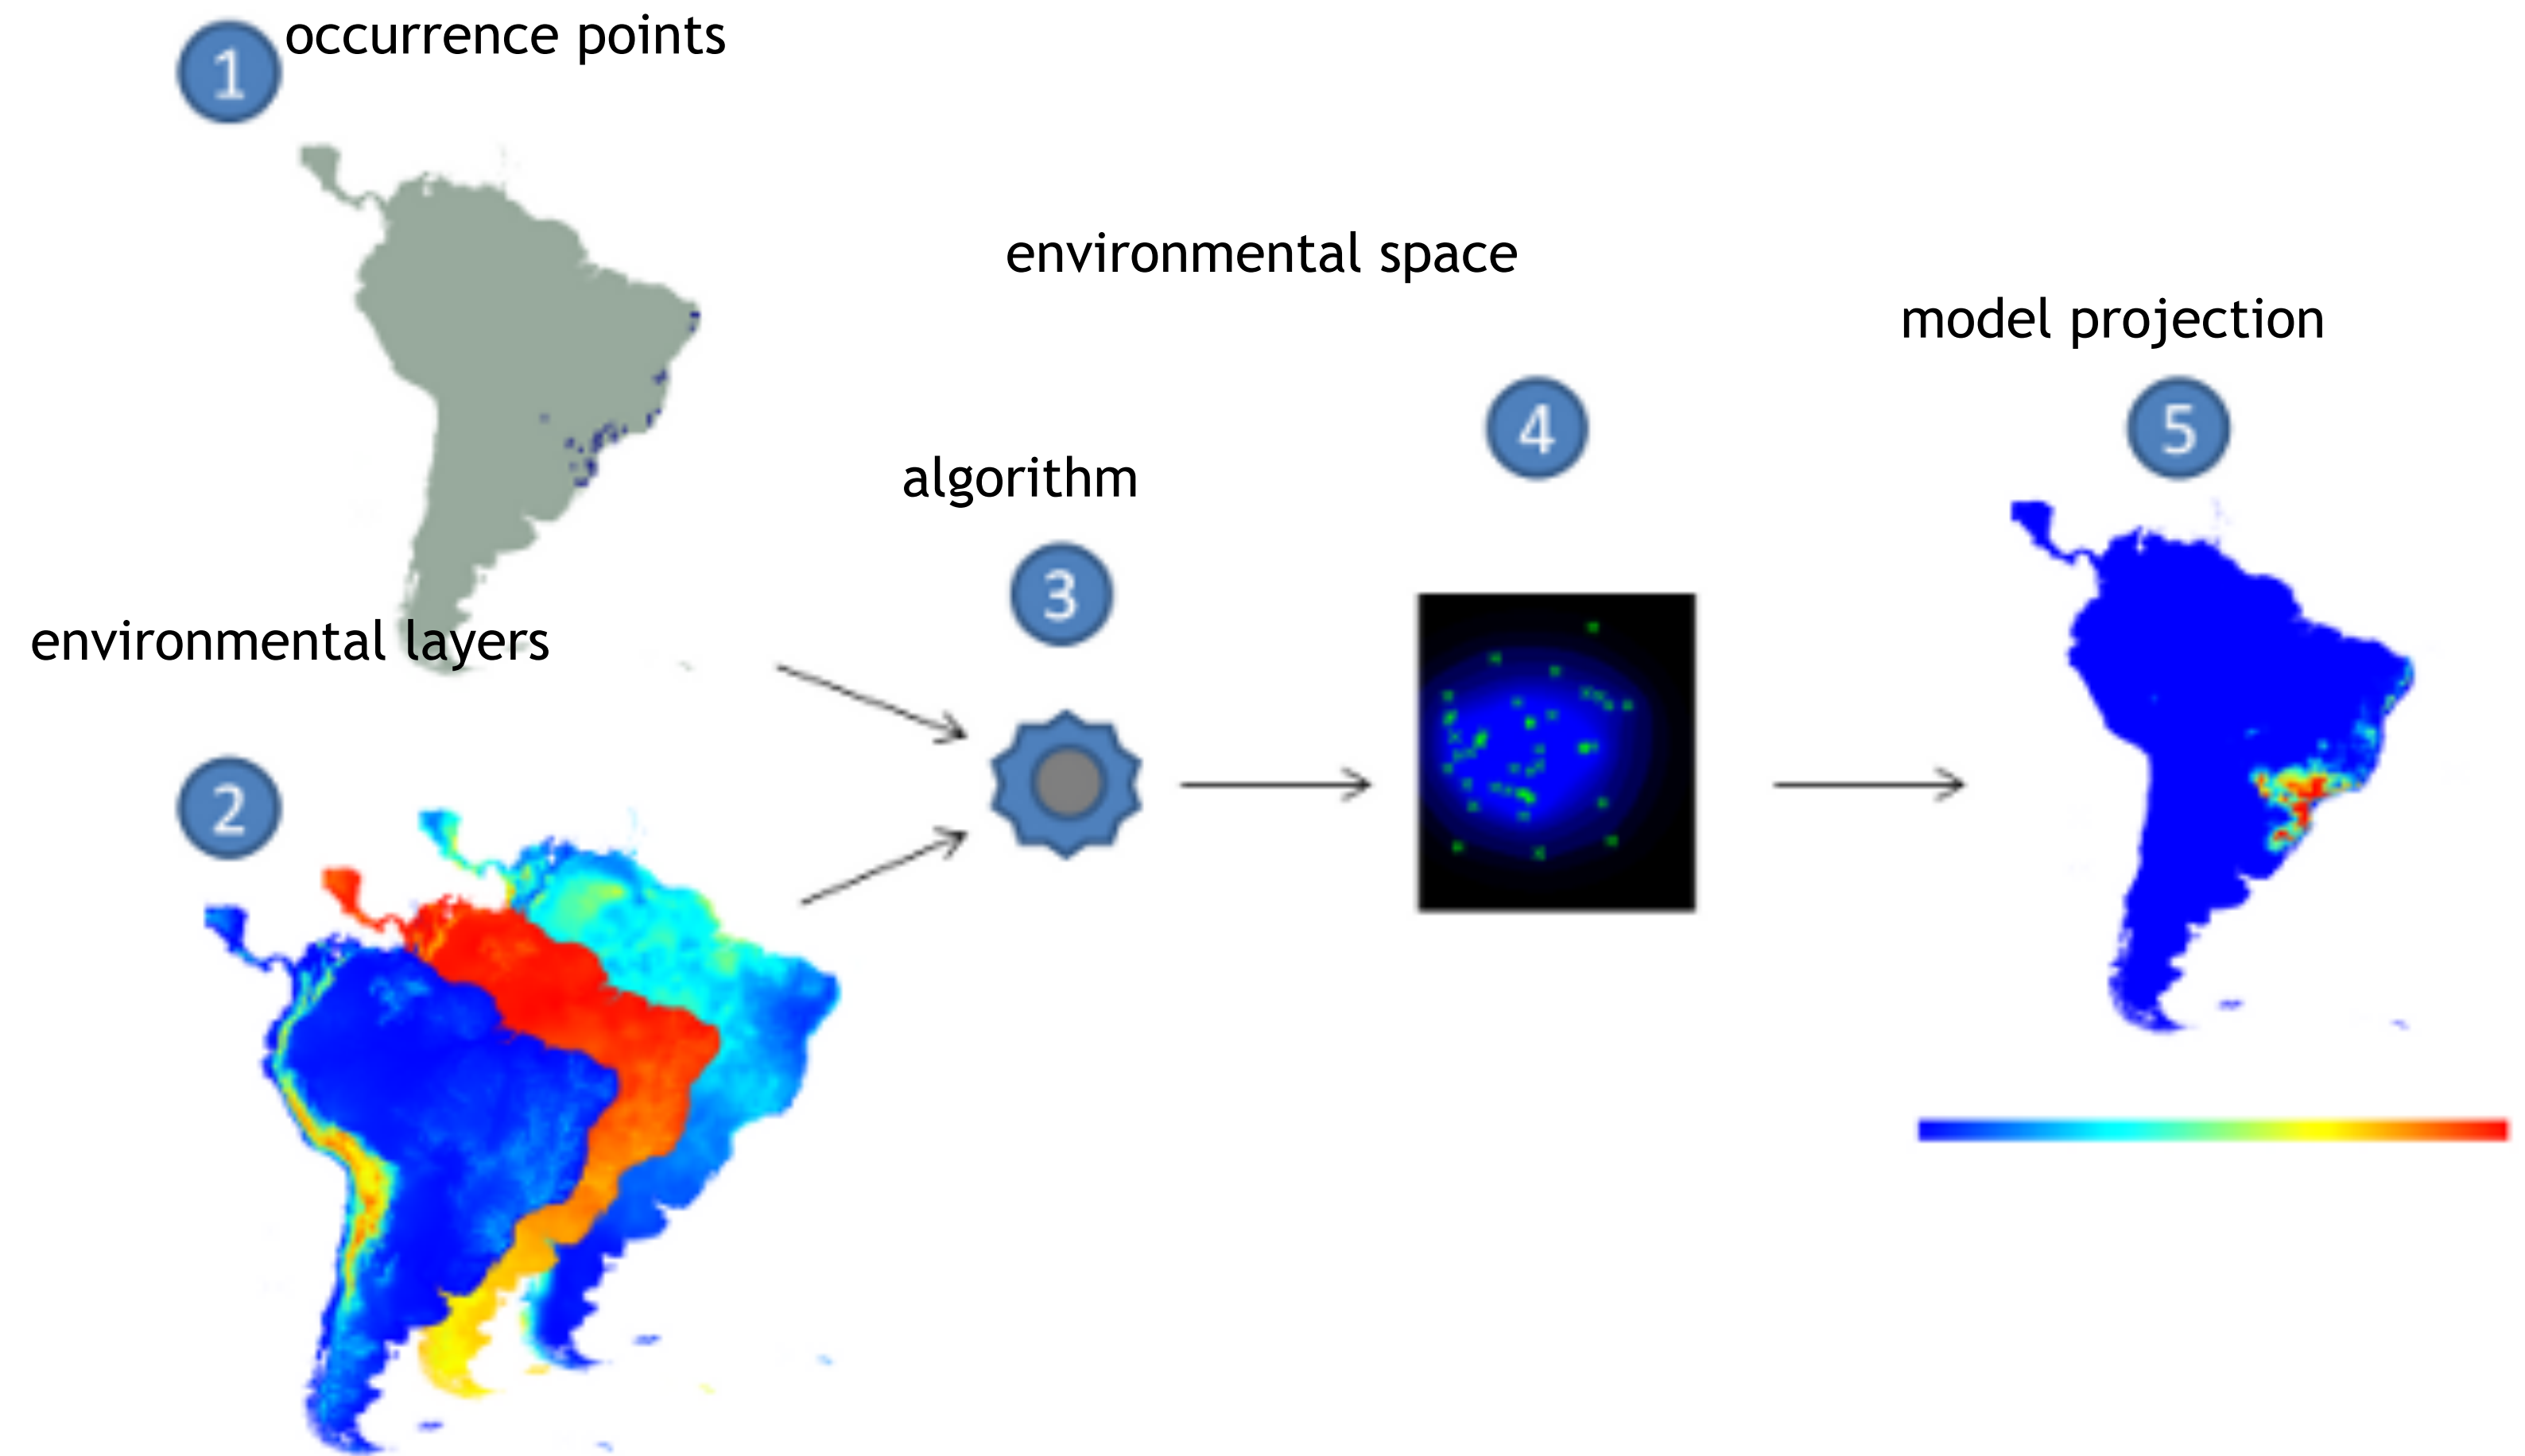 1
occurrence points
environmental layers
2
algorithm
3
environmental space
4
model projection
5